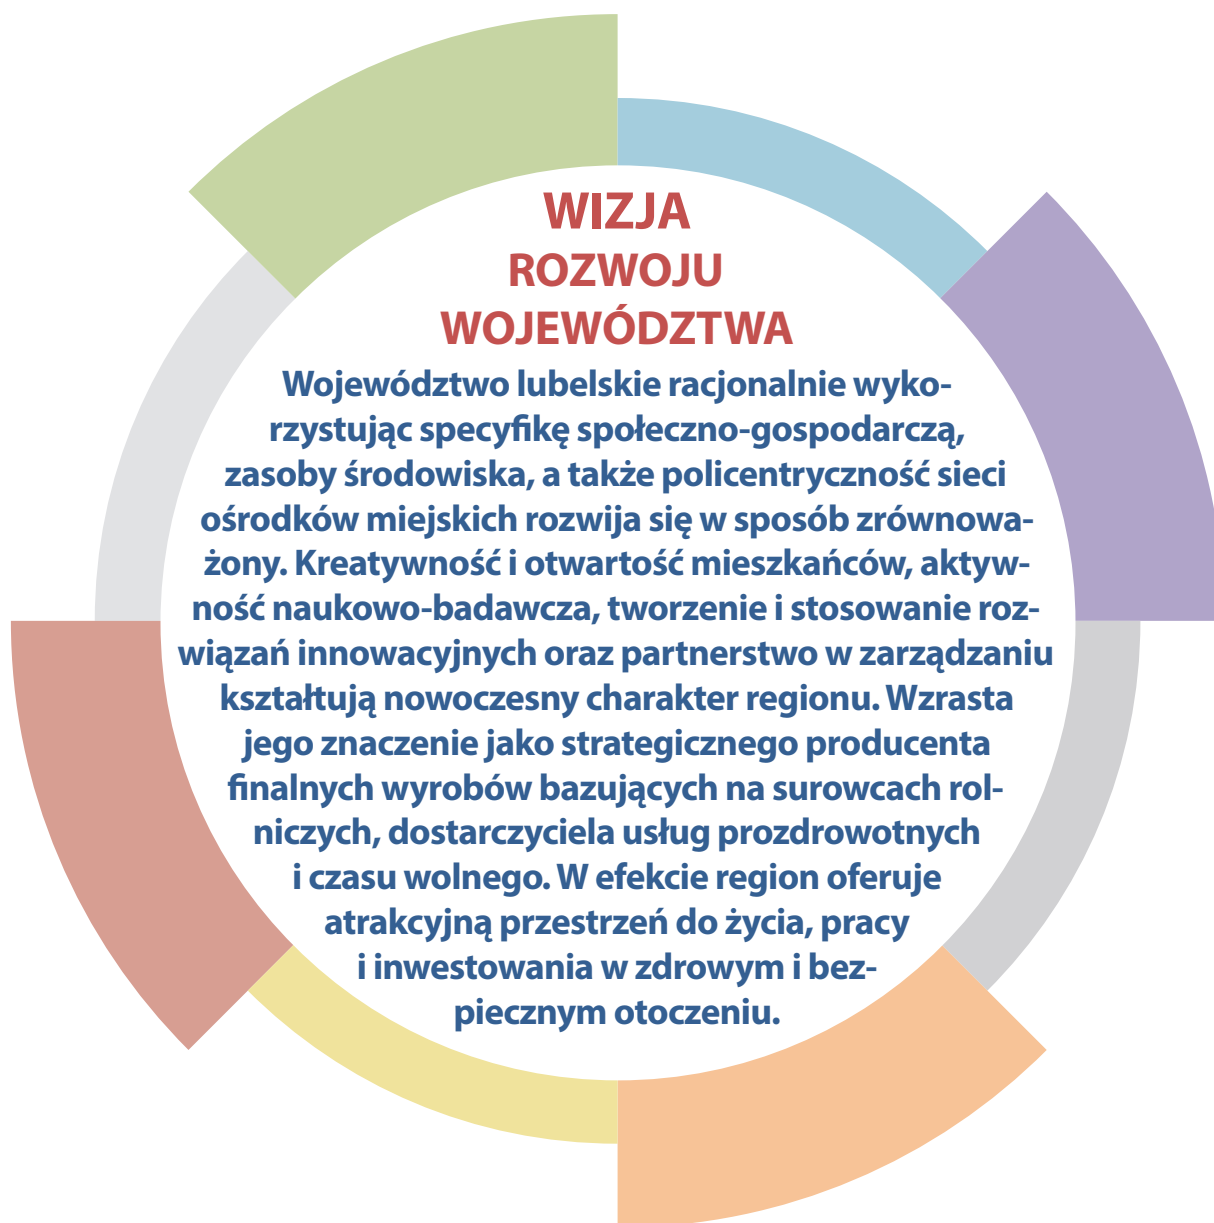 WIZJA
ROZWOJU
WOJEWÓDZTWA
Województwo lubelskie racjonalnie wyko-
rzystując specyfikę społeczno-gospodarczą,
zasoby środowiska, a także policentryczność sieci
ośrodków miejskich rozwija się w sposób zrównowa-
żony. Kreatywność i otwartość mieszkańców, aktyw-
ność naukowo-badawcza, tworzenie i stosowanie roz-
wiązań innowacyjnych oraz partnerstwo w zarządzaniu
kształtują nowoczesny charakter regionu. Wzrasta
jego znaczenie jako strategicznego producenta
finalnych wyrobów bazujących na surowcach rol-
niczych, dostarczyciela usług prozdrowotnych
i czasu wolnego. W efekcie region oferuje
atrakcyjną przestrzeń do życia, pracy
i inwestowania w zdrowym i bez-
piecznym otoczeniu.